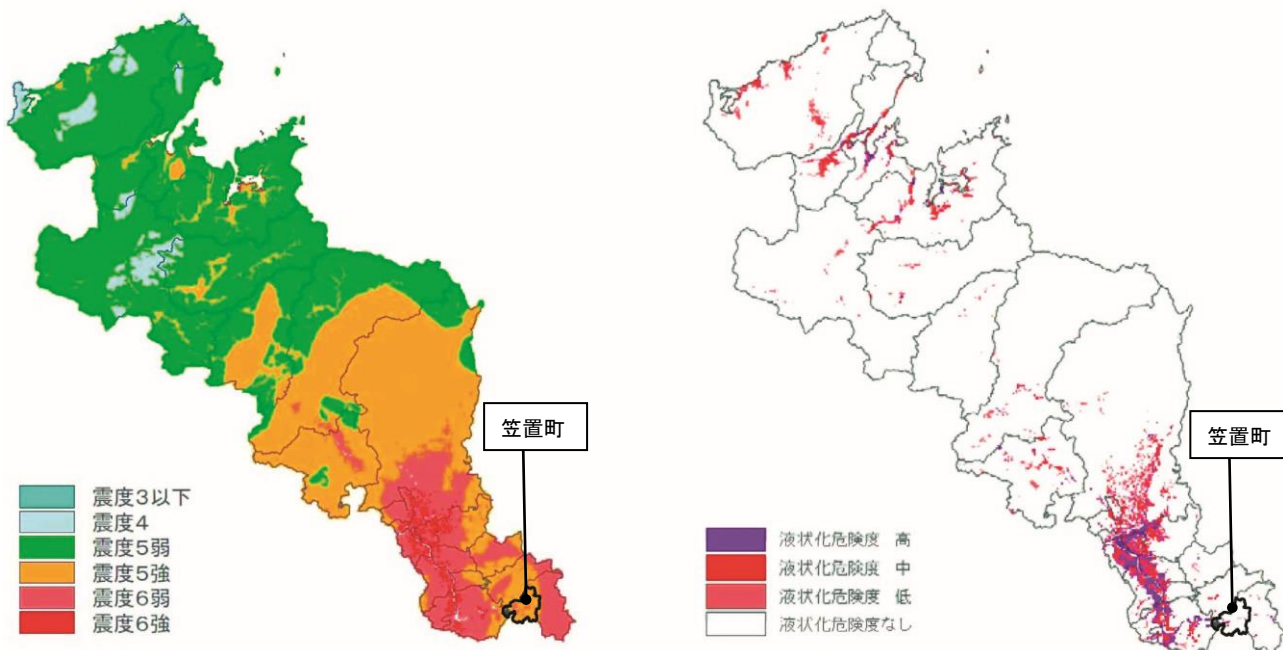 笠置町
震度3以下
震度4
震度5弱
震度5強
震度6弱
震度6強
笠置町
液状化危険度 高
液状化危険度 中
液状化危険度 低
液状化危険度なし